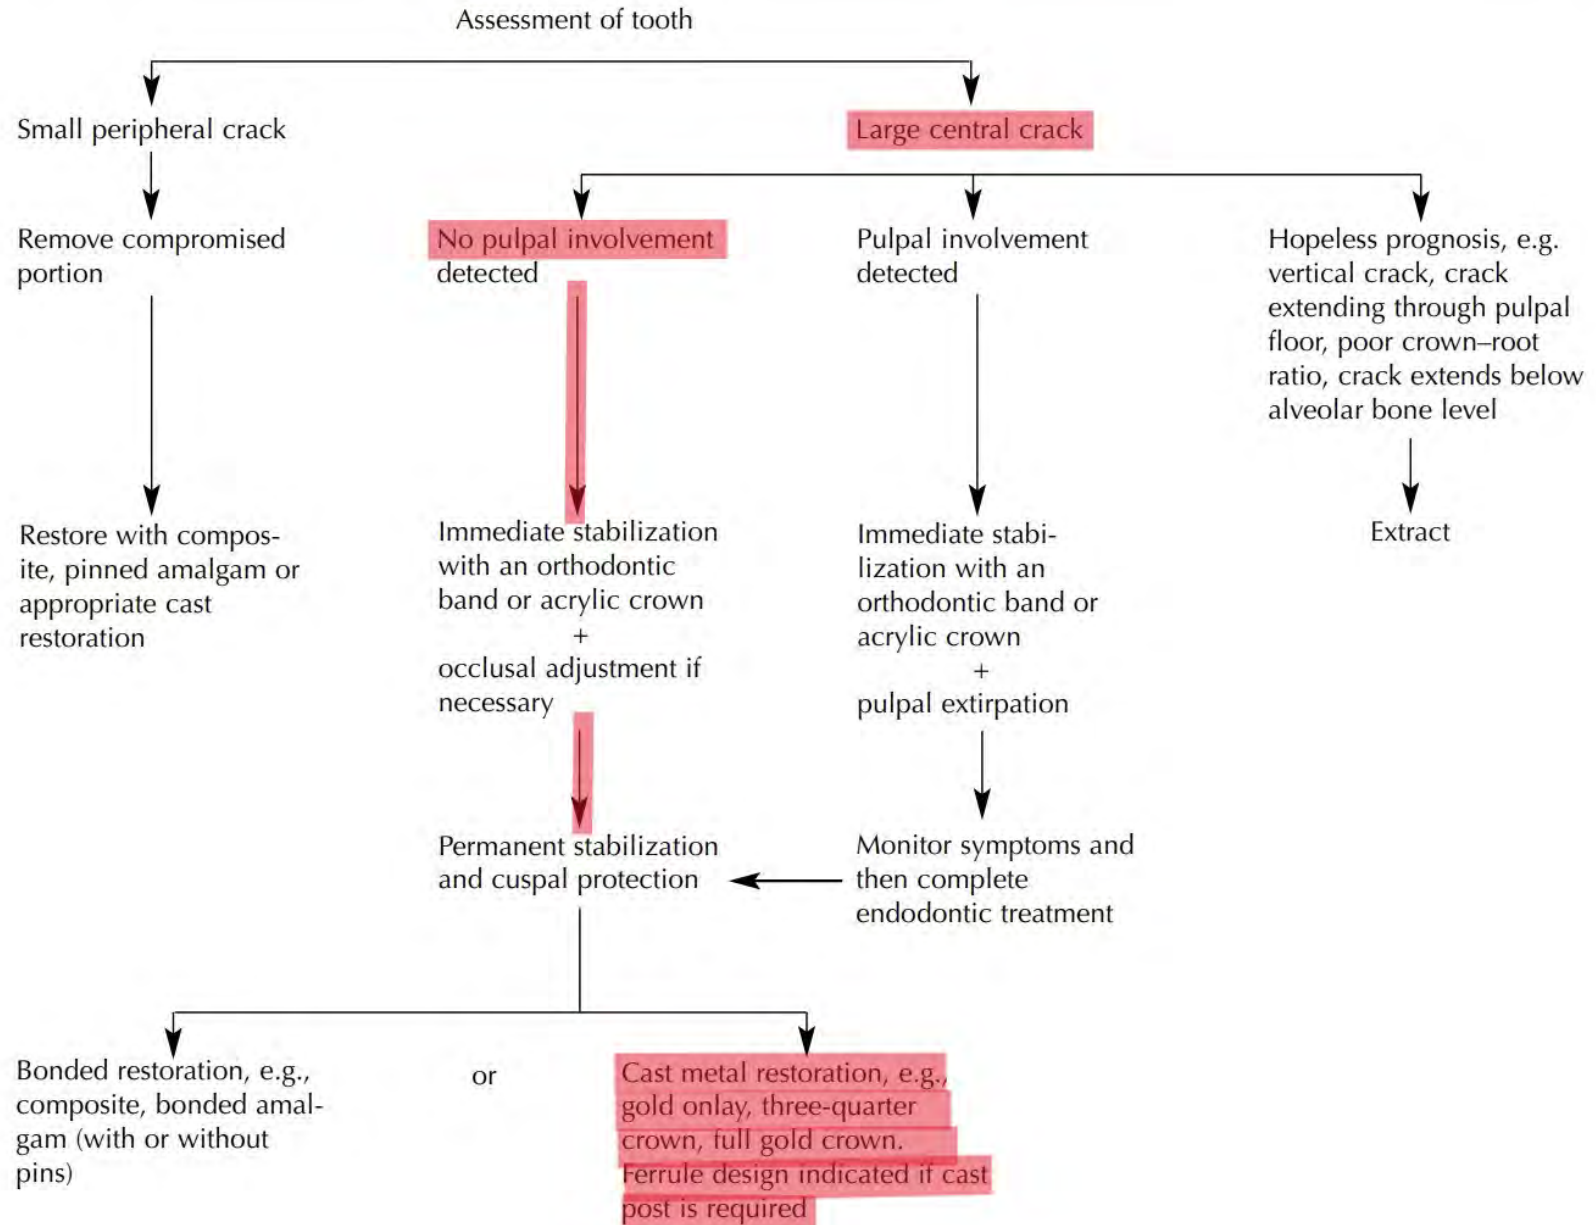 Assessment of tooth
Small peripheral crack
Large central crack
Remove compromised
portion
No pulpal involvement
detected
Pulpal involvement
detected
Hopeless prognosis, e.g.
vertical crack, crack
extending through pulpal
floor, poor crown–root
ratio, crack extends below
alveolar bone level
Restore with compos-
ite, pinned amalgam or
appropriate cast
restoration
Immediate stabilization
with an orthodontic
band or acrylic crown
+
occlusal adjustment if
necessary
Immediate stabi-
lization with an
orthodontic band or
acrylic crown
+
pulpal extirpation
Extract
Permanent stabilization
and cuspal protection
Monitor symptoms and
then complete
endodontic treatment
Bonded restoration, e.g.,
composite, bonded amal-
gam (with or without
pins)
or
Cast metal restoration, e.g.,
gold onlay, three-quarter
crown, full gold crown.
Ferrule design indicated if cast
post is required